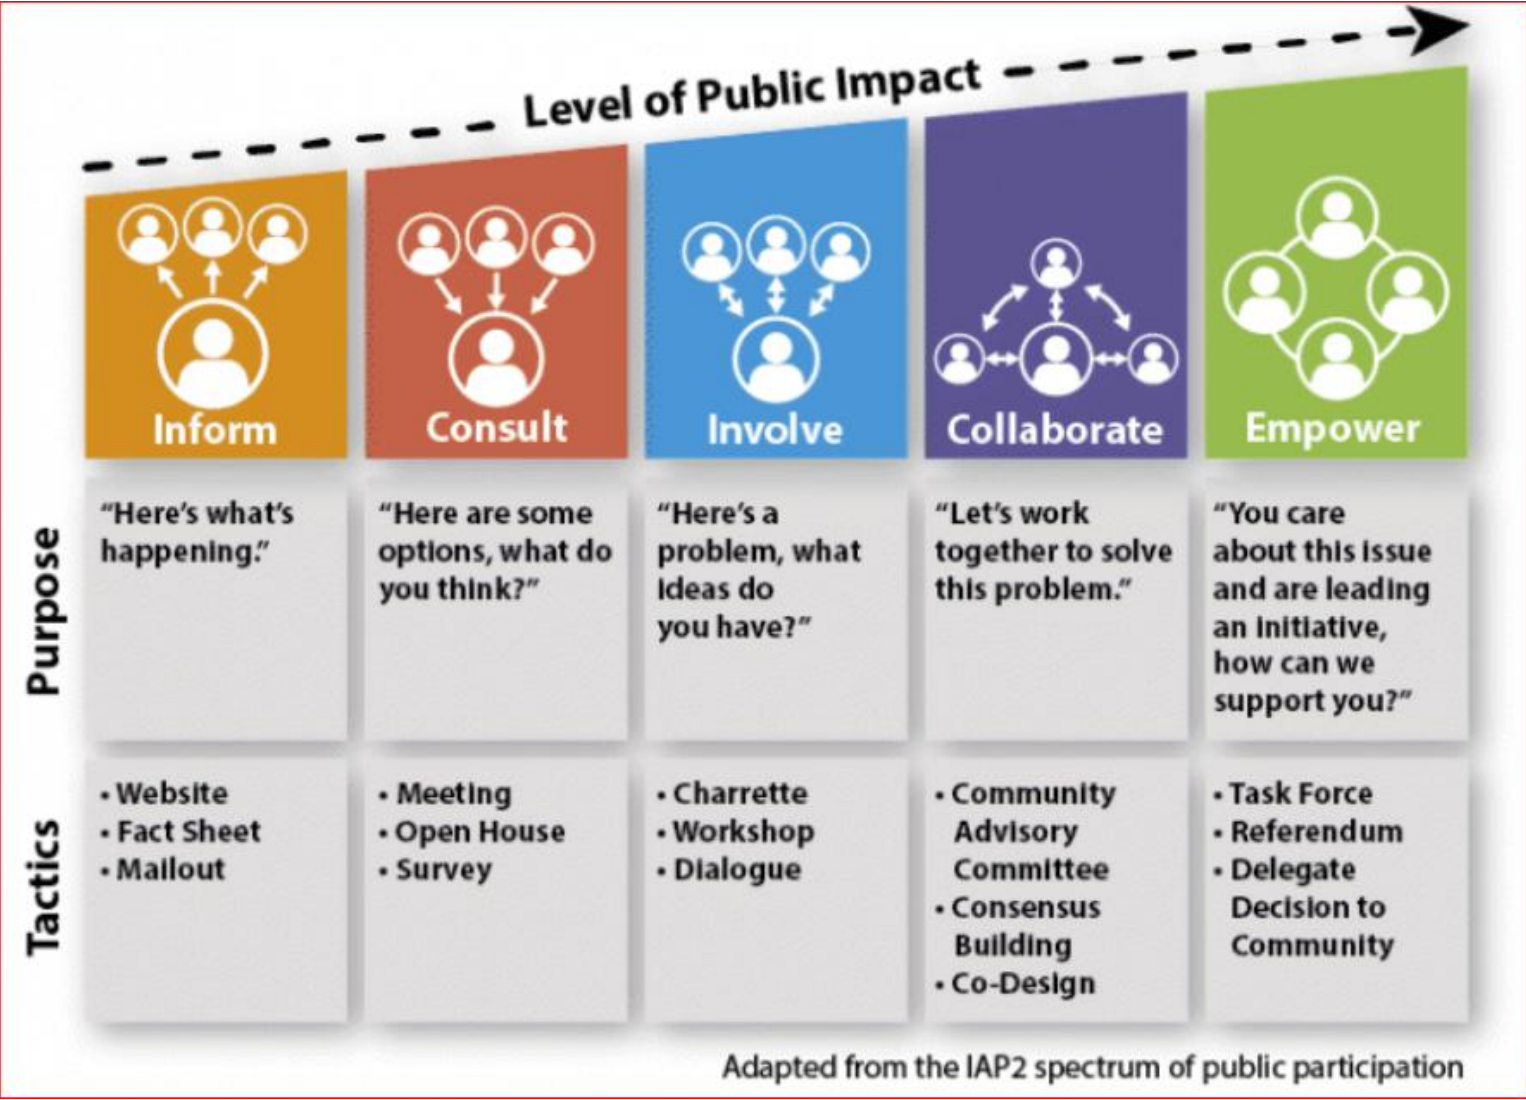 Level of Public Impact
Inform
Consult
Involve
Collaborate
Empower
Purpose
“Here’s what’s
happening.”
“Here are some
options, what do
you think?”
“Here’s a
problem, what
ideas do
you have?”
“Let’s work
together to solve
this problem.”
“You care
about this issue
and are leading
an initiative,
how can we
support you?”
Tactics
• Website
• Fact Sheet
• Mailout
• Meeting
• Open House
• Survey
• Charrette
• Workshop
• Dialogue
• Community
Advisory
Committee
• Consensus
Building
• Co-Design
• Task Force
• Referendum
• Delegate
Decision to
Community
Adapted from the IAP2 spectrum of public participation